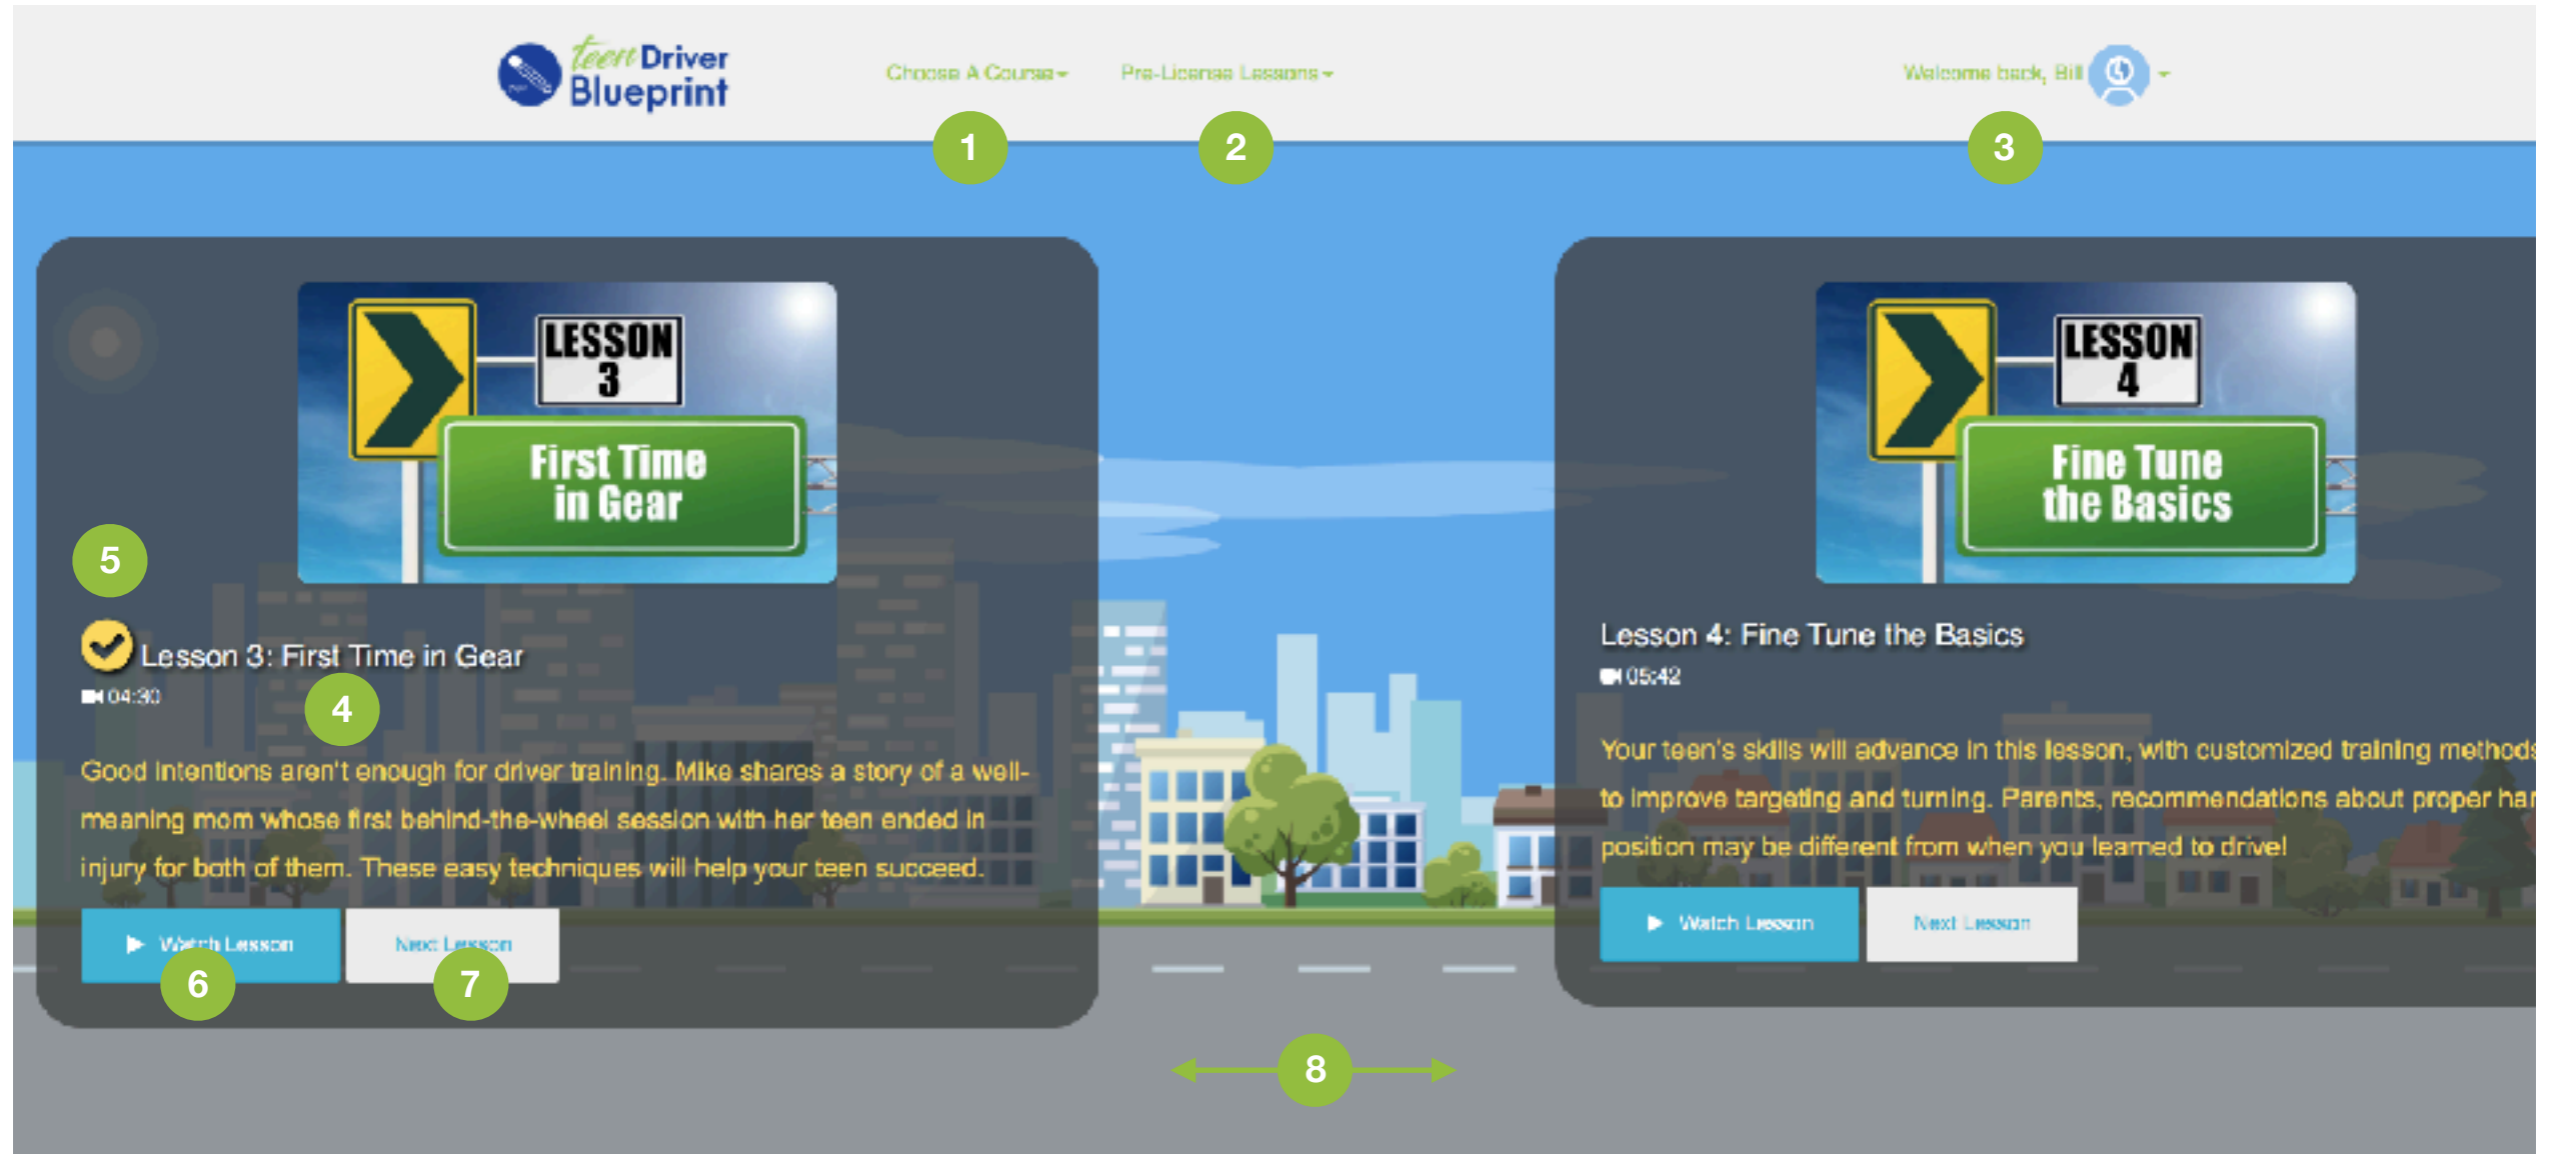 teen Driver
Blueprint
Choose A Course
Pre-License Lessons
Welcome back, Bill
1
2
3
LESSON
3
First Time
in Gear
5
Lesson 3: First Time in Gear
04:30
4
Good intentions aren't enough for driver training. Mike shares a story of a well-
meaning mom whose first behind-the-wheel session with her teen ended in
injury for both of them. These easy techniques will help your teen succeed.
Watch Lesson
Next Lesson
6
7
LESSON
4
Fine Tune
the Basics
Lesson 4: Fine Tune the Basics
05:42
Your teen's skills will advance in this lesson, with customized training methods
to improve targeting and turning. Parents, recommendations about proper
position may be different from when you learned to drive!
Watch Lesson
Next Lesson
8